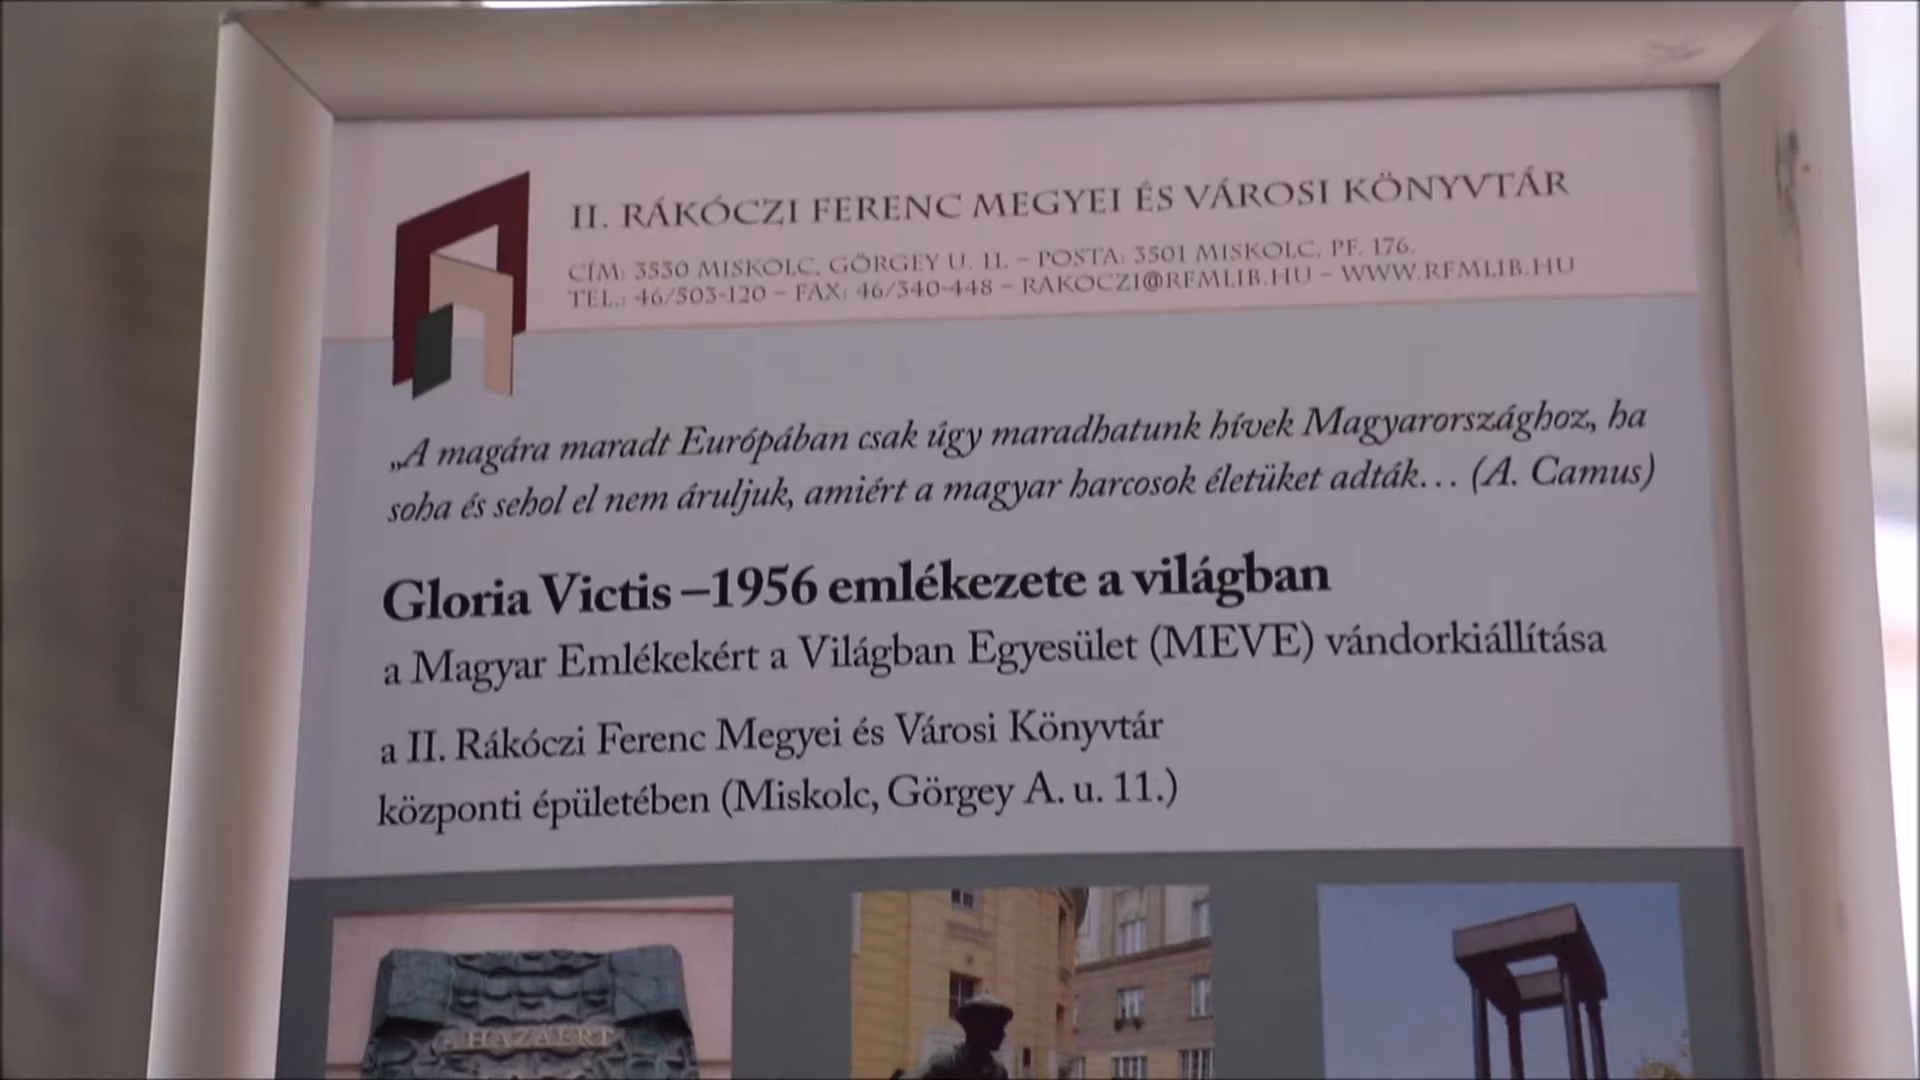 II. RÁKÓCZI FERENC MEGYEI ÉS VÁROSI KÖNYVTÁR
CÍM: 3530 MISKOLC, GÖRGEY U. 11. – POSTA: 3501 MISKOLC, PF. 176.
TEL.: 46/503-120 – FAX: 46/340-448 – RAKOCZI@RFMLIB.HU – WWW.RFMLIB.HU
„A magára maradt Európában csak úgy maradhatunk hívek Magyarországhoz, ha
soha és sehol el nem áruljuk, amiért a magyar harcosok életüket adták… (A. Camus)
Gloria Victis –1956 emlékezete a világban
a Magyar Emlékekért a Világban Egyesület (MEVE) vándorkiállítása
a II. Rákóczi Ferenc Megyei és Városi Könyvtár
központi épületében (Miskolc, Görgey A. u. 11.)
A HAZÁÉRT